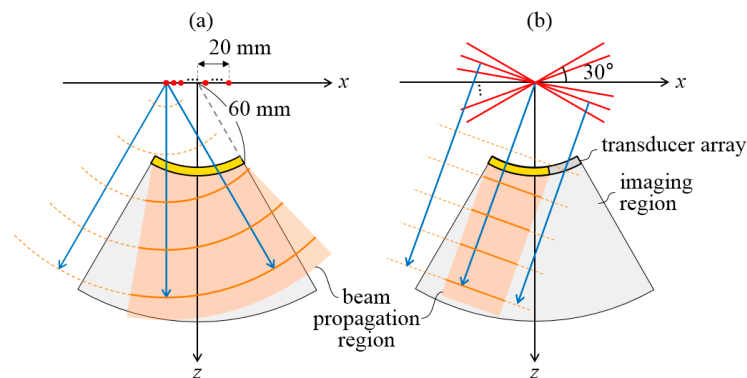 (a)
20 mm
...
...
x
60 mm
beam
propagation
region
z
(b)
30°
x
...
transducer array
imaging
region
z